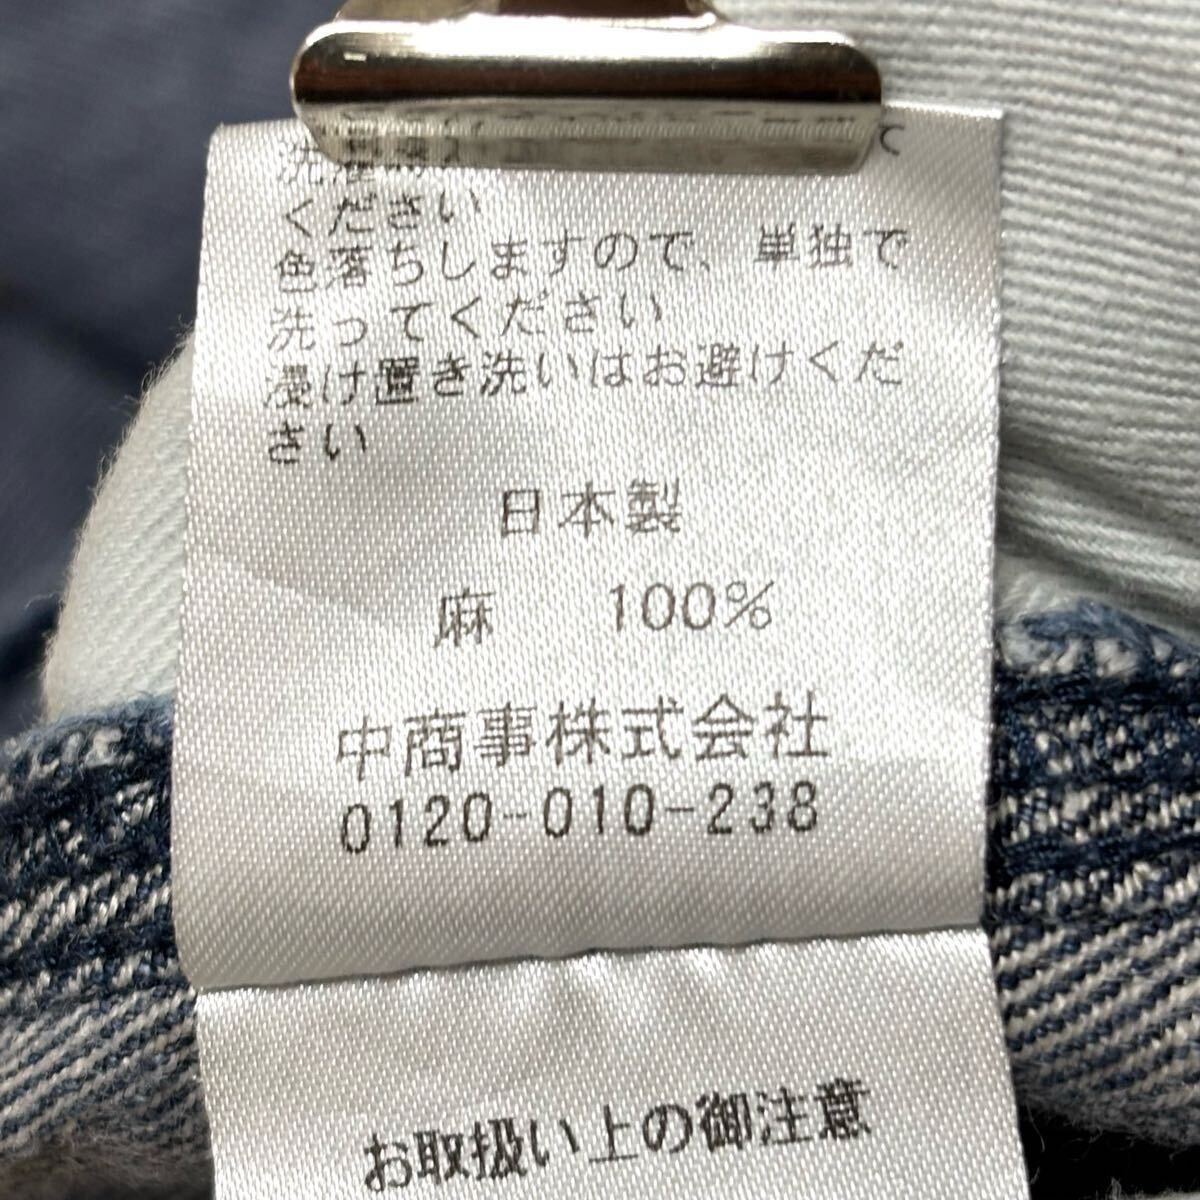 ください
色落ちしますので、単独で
洗ってください
浸け置き洗いはお避けくだ
さい
日本製
麻 100%
中商事株式会社
0120-010-238
お取扱い上の御注意